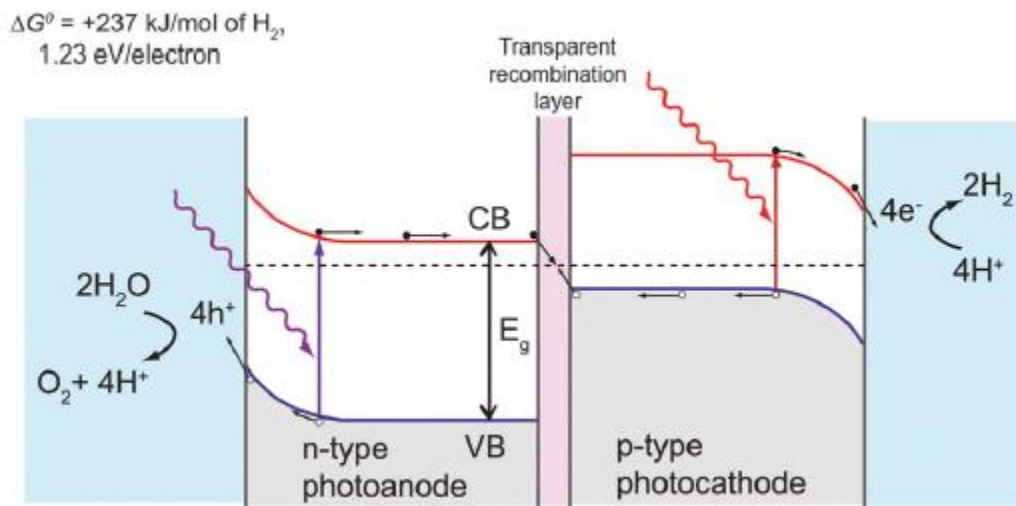 ΔG⁰ = +237 kJ/mol of H₂,
1.23 eV/electron
Transparent
recombination
layer
CB
4e⁻
2H₂
4H⁺
2H₂O
4h⁺
O₂ + 4H⁺
E_g
n-type
photoanode
VB
p-type
photocathode